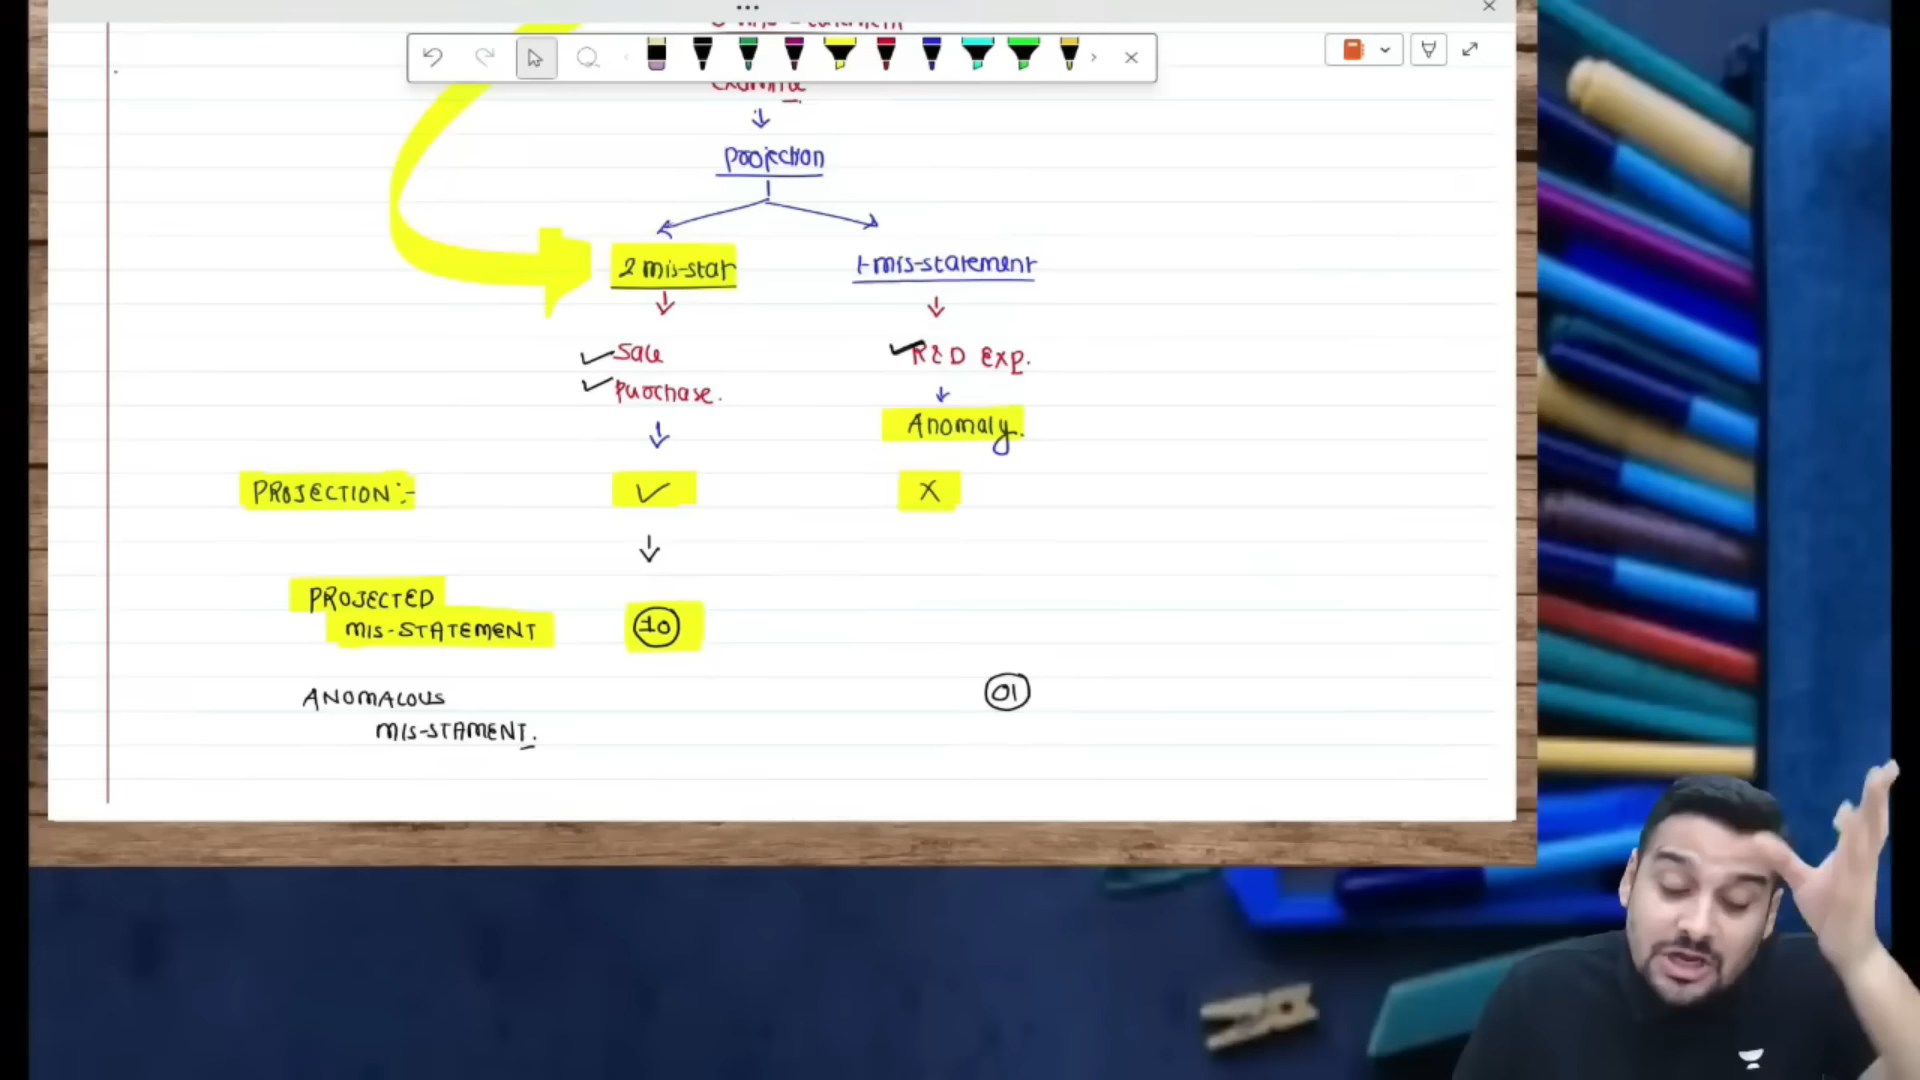 projection
2 mis-stat
1-mis-statement
Sale
purchase.
R&D Exp.
Anomaly.
PROJECTION:-
X
PROJECTED
MIS-STATEMENT
10
ANOMALOUS
MIS-STAMENT.
01